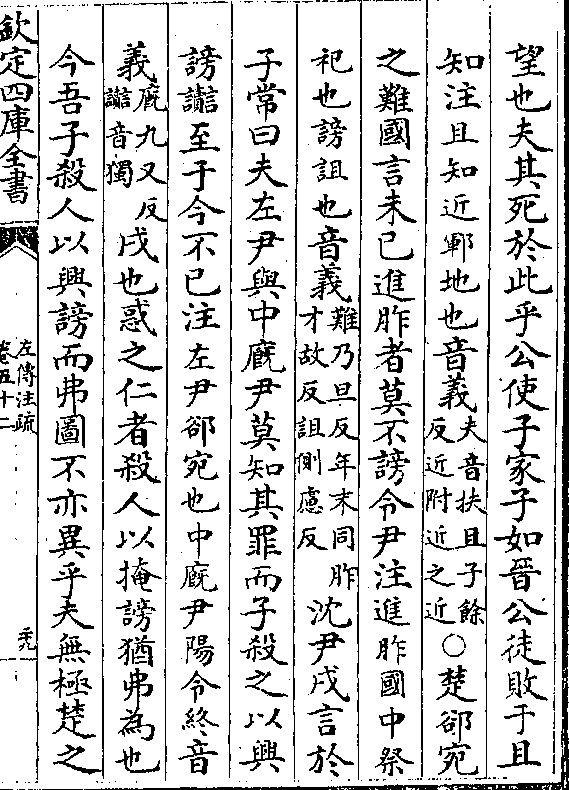 望也夫其死於此乎公使子家子如晉公徒敗于且
知注且知近鄆地也音義夫音扶且子餘反近附近之近○楚郤宛
之難國言未已進胙者莫不謗令尹注進胙國中祭
祀也謗詛也音義難乃旦反年末同胙才故反詛側慮反沈尹戌言於
子常曰夫左尹與中廐尹莫知其罪而子殺之以興
謗讟至于今不已注左尹郤宛也中廐尹陽令終音
義廐九又反讟音獨戌也惑之仁者殺人以掩謗猶弗為也
今吾子殺人以興謗而弗圖不亦異乎夫無極楚之
欽定四庫全書
左傳注疏
卷五十二